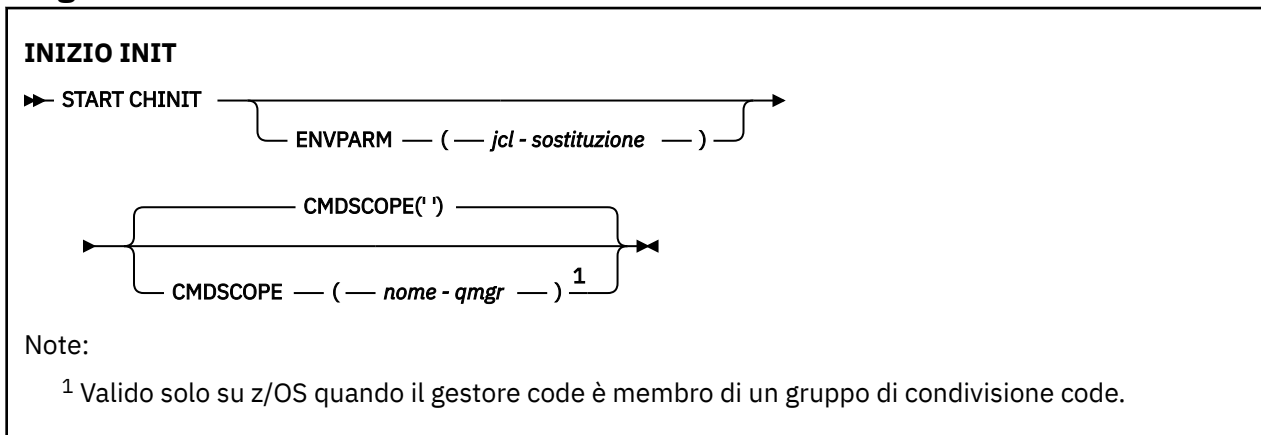 INIZIO INIT
START CHINIT
ENVPARM ( jcl - sostituzione )
CMDSCOPE(' ')
CMDSCOPE ( nome - qmgr ) 1
Note:
1 Valido solo su z/OS quando il gestore code è membro di un gruppo di condivisione code.